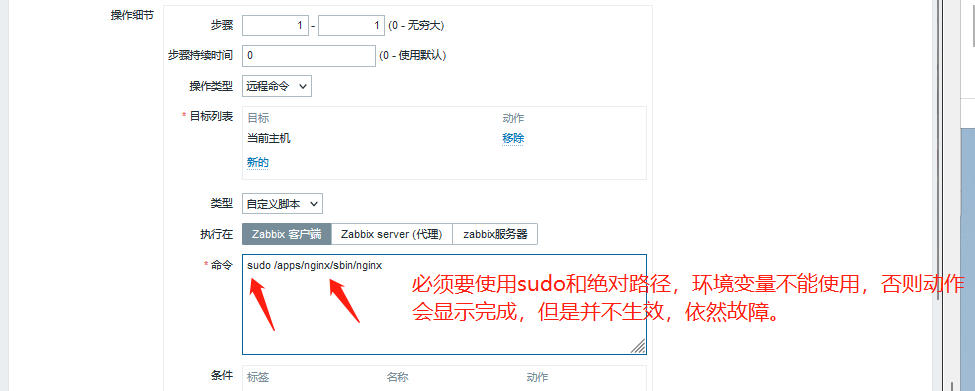 操作细节
步骤 1 - 1 (0 - 无穷大)
步骤持续时间 0 (0 - 使用默认)
操作类型 远程命令
* 目标列表 目标 动作
当前主机 移除
新的
类型 自定义脚本
执行在 Zabbix 客户端 Zabbix server (代理) zabbix服务器
* 命令 sudo /apps/nginx/sbin/nginx
必须要使用sudo和绝对路径，环境变量不能使用，否则动作
会显示完成，但是并不生效，依然故障。
条件 标签 名称 动作